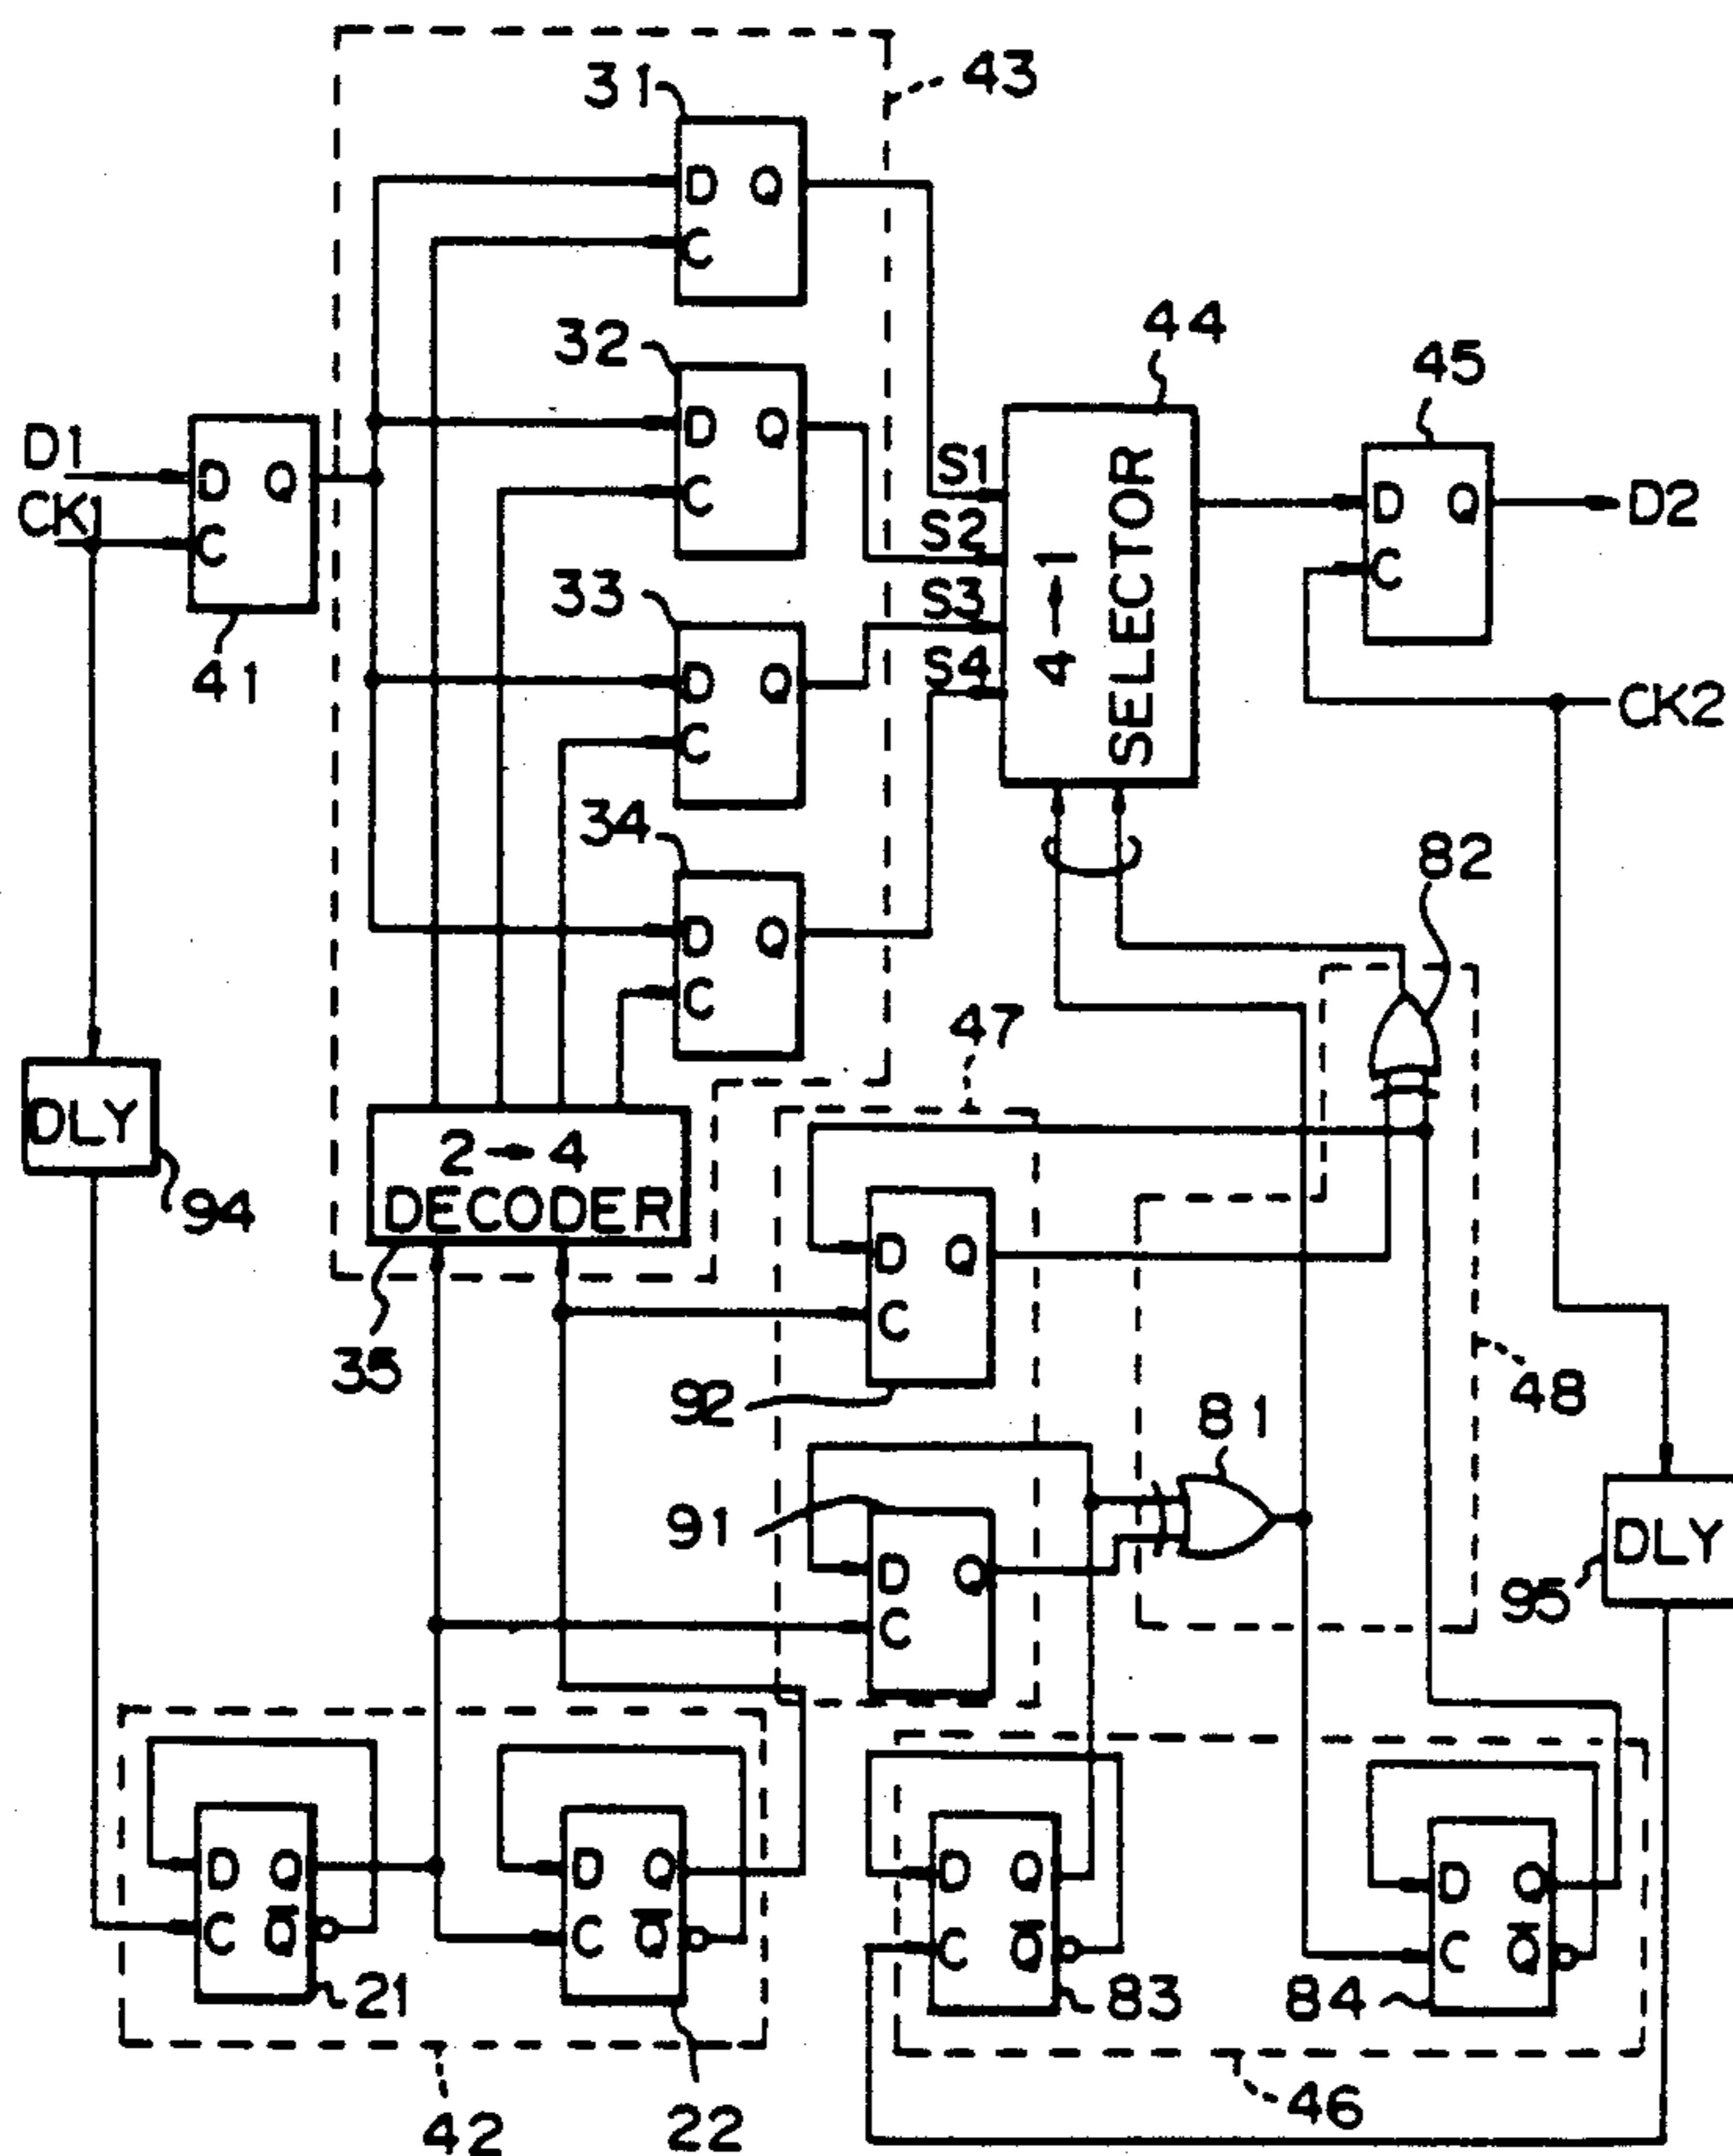 43
31
D Q
C
32
D Q
C
44
45
D1
CK1
D Q
C
41
S1
S2
S3
S4
4→1
SELECTOR
D Q
C
D2
CK2
33
D Q
C
34
D Q
C
82
47
DLY
94
2→4
DECODER
35
D Q
C
92
48
81
91
D Q
C
DLY
95
D Q
C Q̅
21
D Q
C Q̅
22
D Q
C Q̅
83
D Q
C Q̅
84
42
46